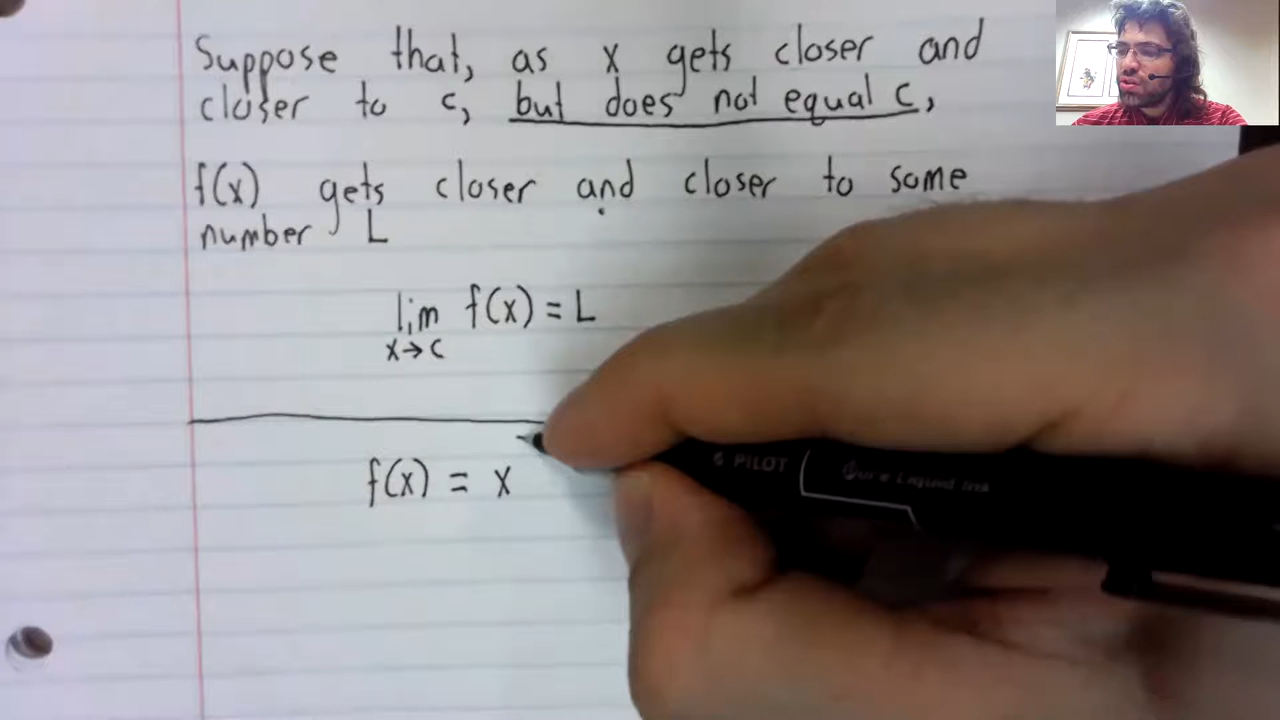 Suppose that, as x gets closer and
closer to c, but does not equal c,
f(x) gets closer and closer to some
number L
lim f(x) = L
x→c
f(x) = x
PILOT